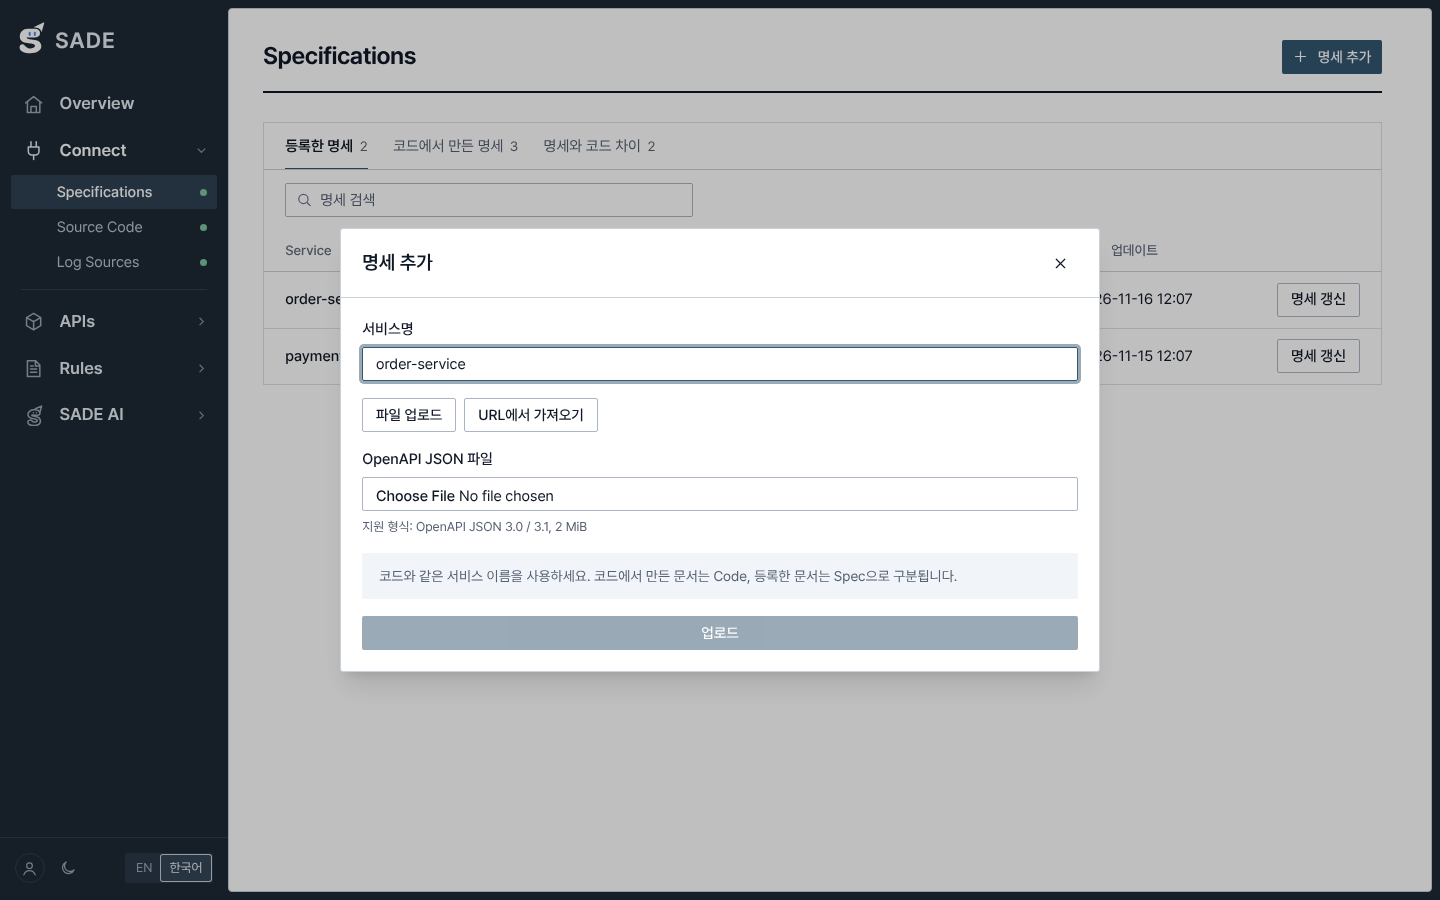 SADE
Overview
Connect
Specifications
Source Code
Log Sources
APIs
Rules
SADE AI
EN 한국어
Specifications
명세 추가
등록한 명세 2 코드에서 만든 명세 3 명세와 코드 차이 2
명세 검색
Service 업데이트
26-11-16 12:07 명세 갱신
26-11-15 12:07 명세 갱신
명세 추가
서비스명
order-service
파일 업로드 URL에서 가져오기
OpenAPI JSON 파일
Choose File No file chosen
지원 형식: OpenAPI JSON 3.0 / 3.1, 2 MiB
코드와 같은 서비스 이름을 사용하세요. 코드에서 만든 문서는 Code, 등록한 문서는 Spec으로 구분됩니다.
업로드